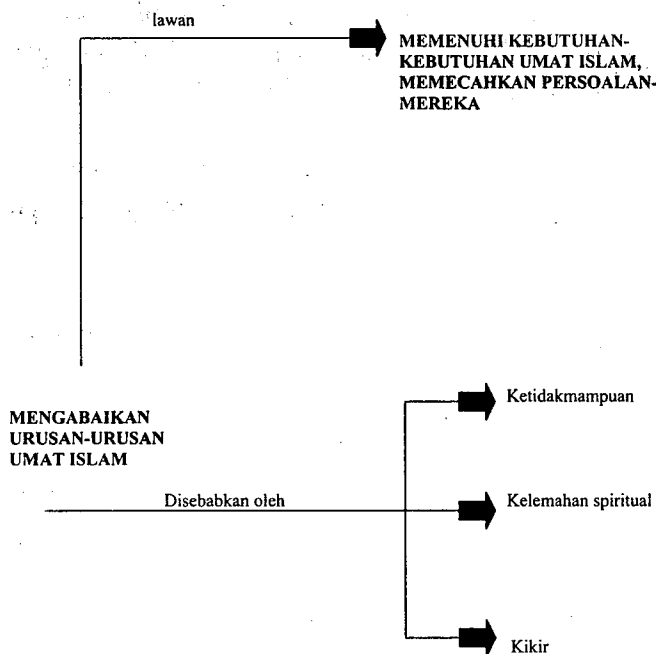 lawan
MEMENUHI KEBUTUHAN-
KEBUTUHAN UMAT ISLAM,
MEMECAHKAN PERSOALAN-
MEREKA
MENGABAIKAN
URUSAN-URUSAN
UMAT ISLAM
Disebabkan oleh
Ketidakmampuan
Kelemahan spiritual
Kikir